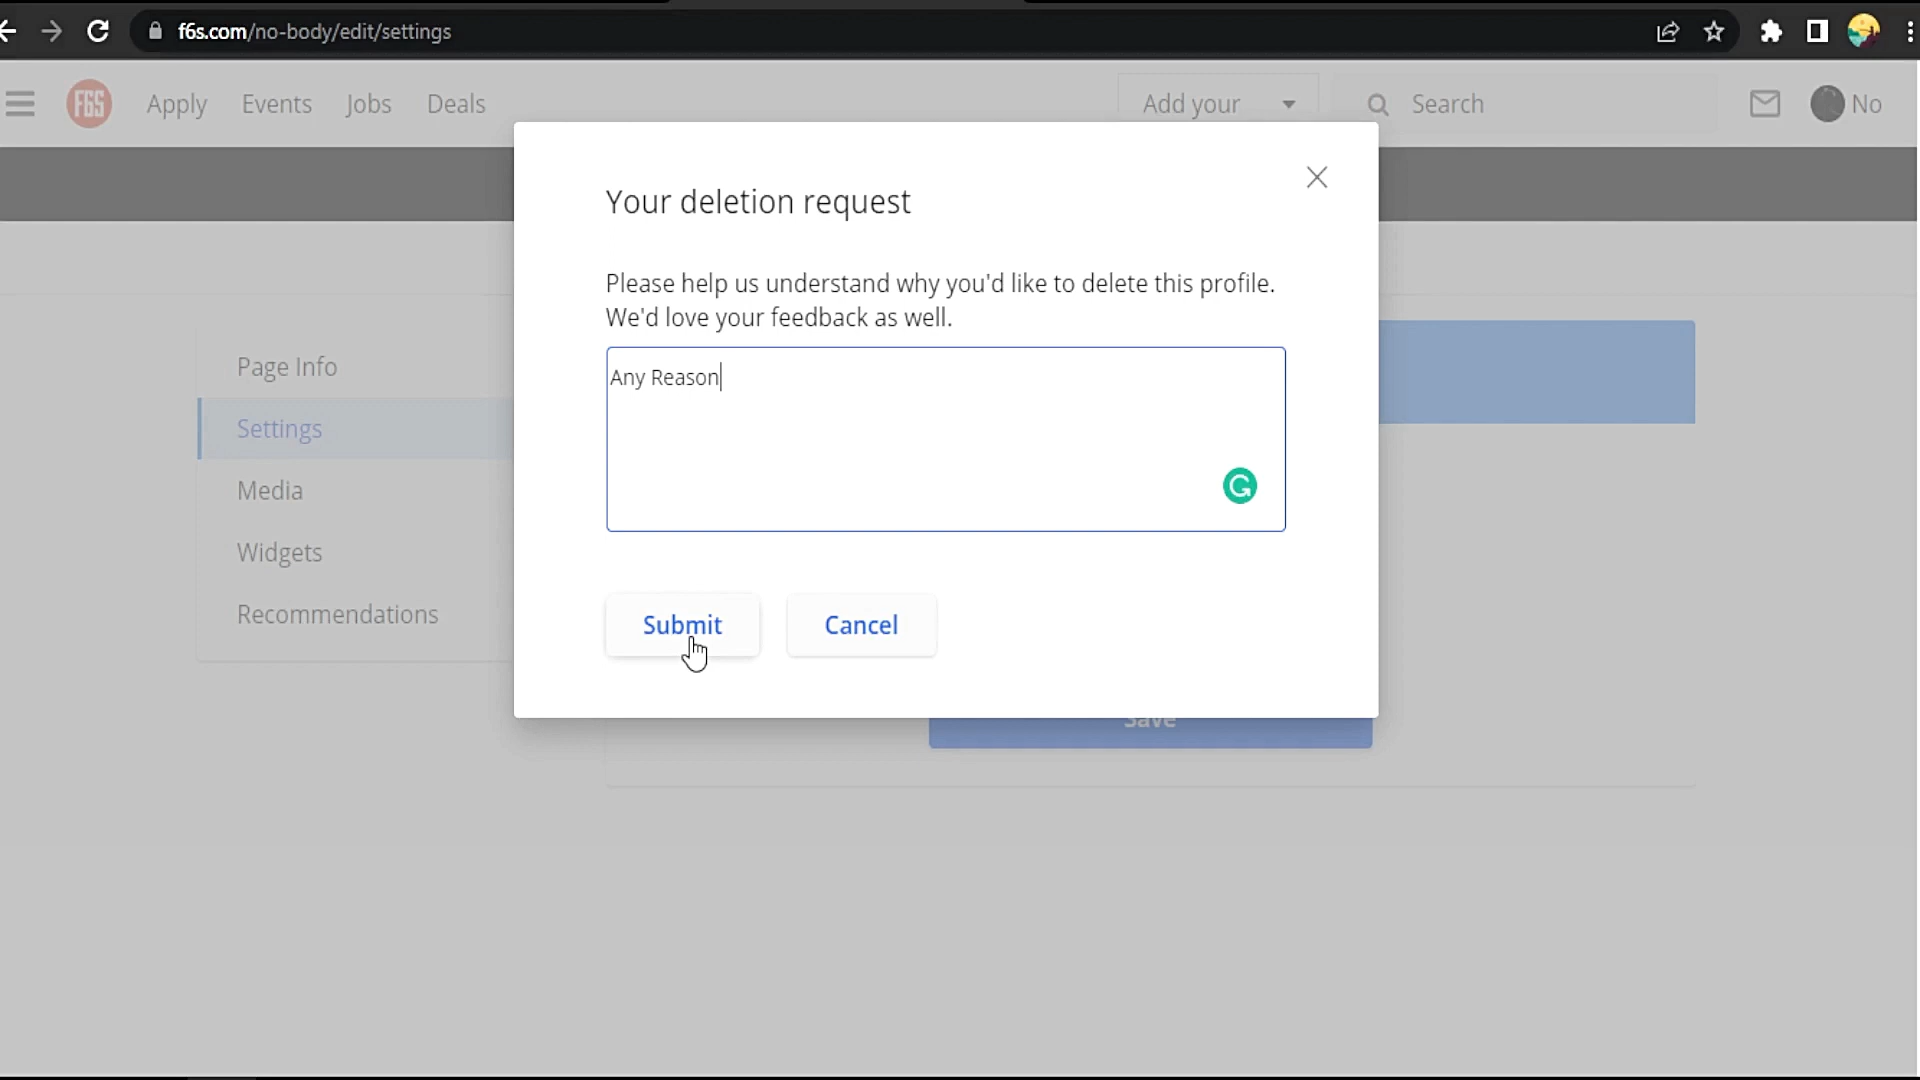 f6s.com/no-body/edit/settings
F6S
Apply Events Jobs Deals
Add your
Search
No
Your deletion request
Please help us understand why you'd like to delete this profile.
We'd love your feedback as well.
Any Reason
Submit
Cancel
Page Info
Settings
Media
Widgets
Recommendations
Save